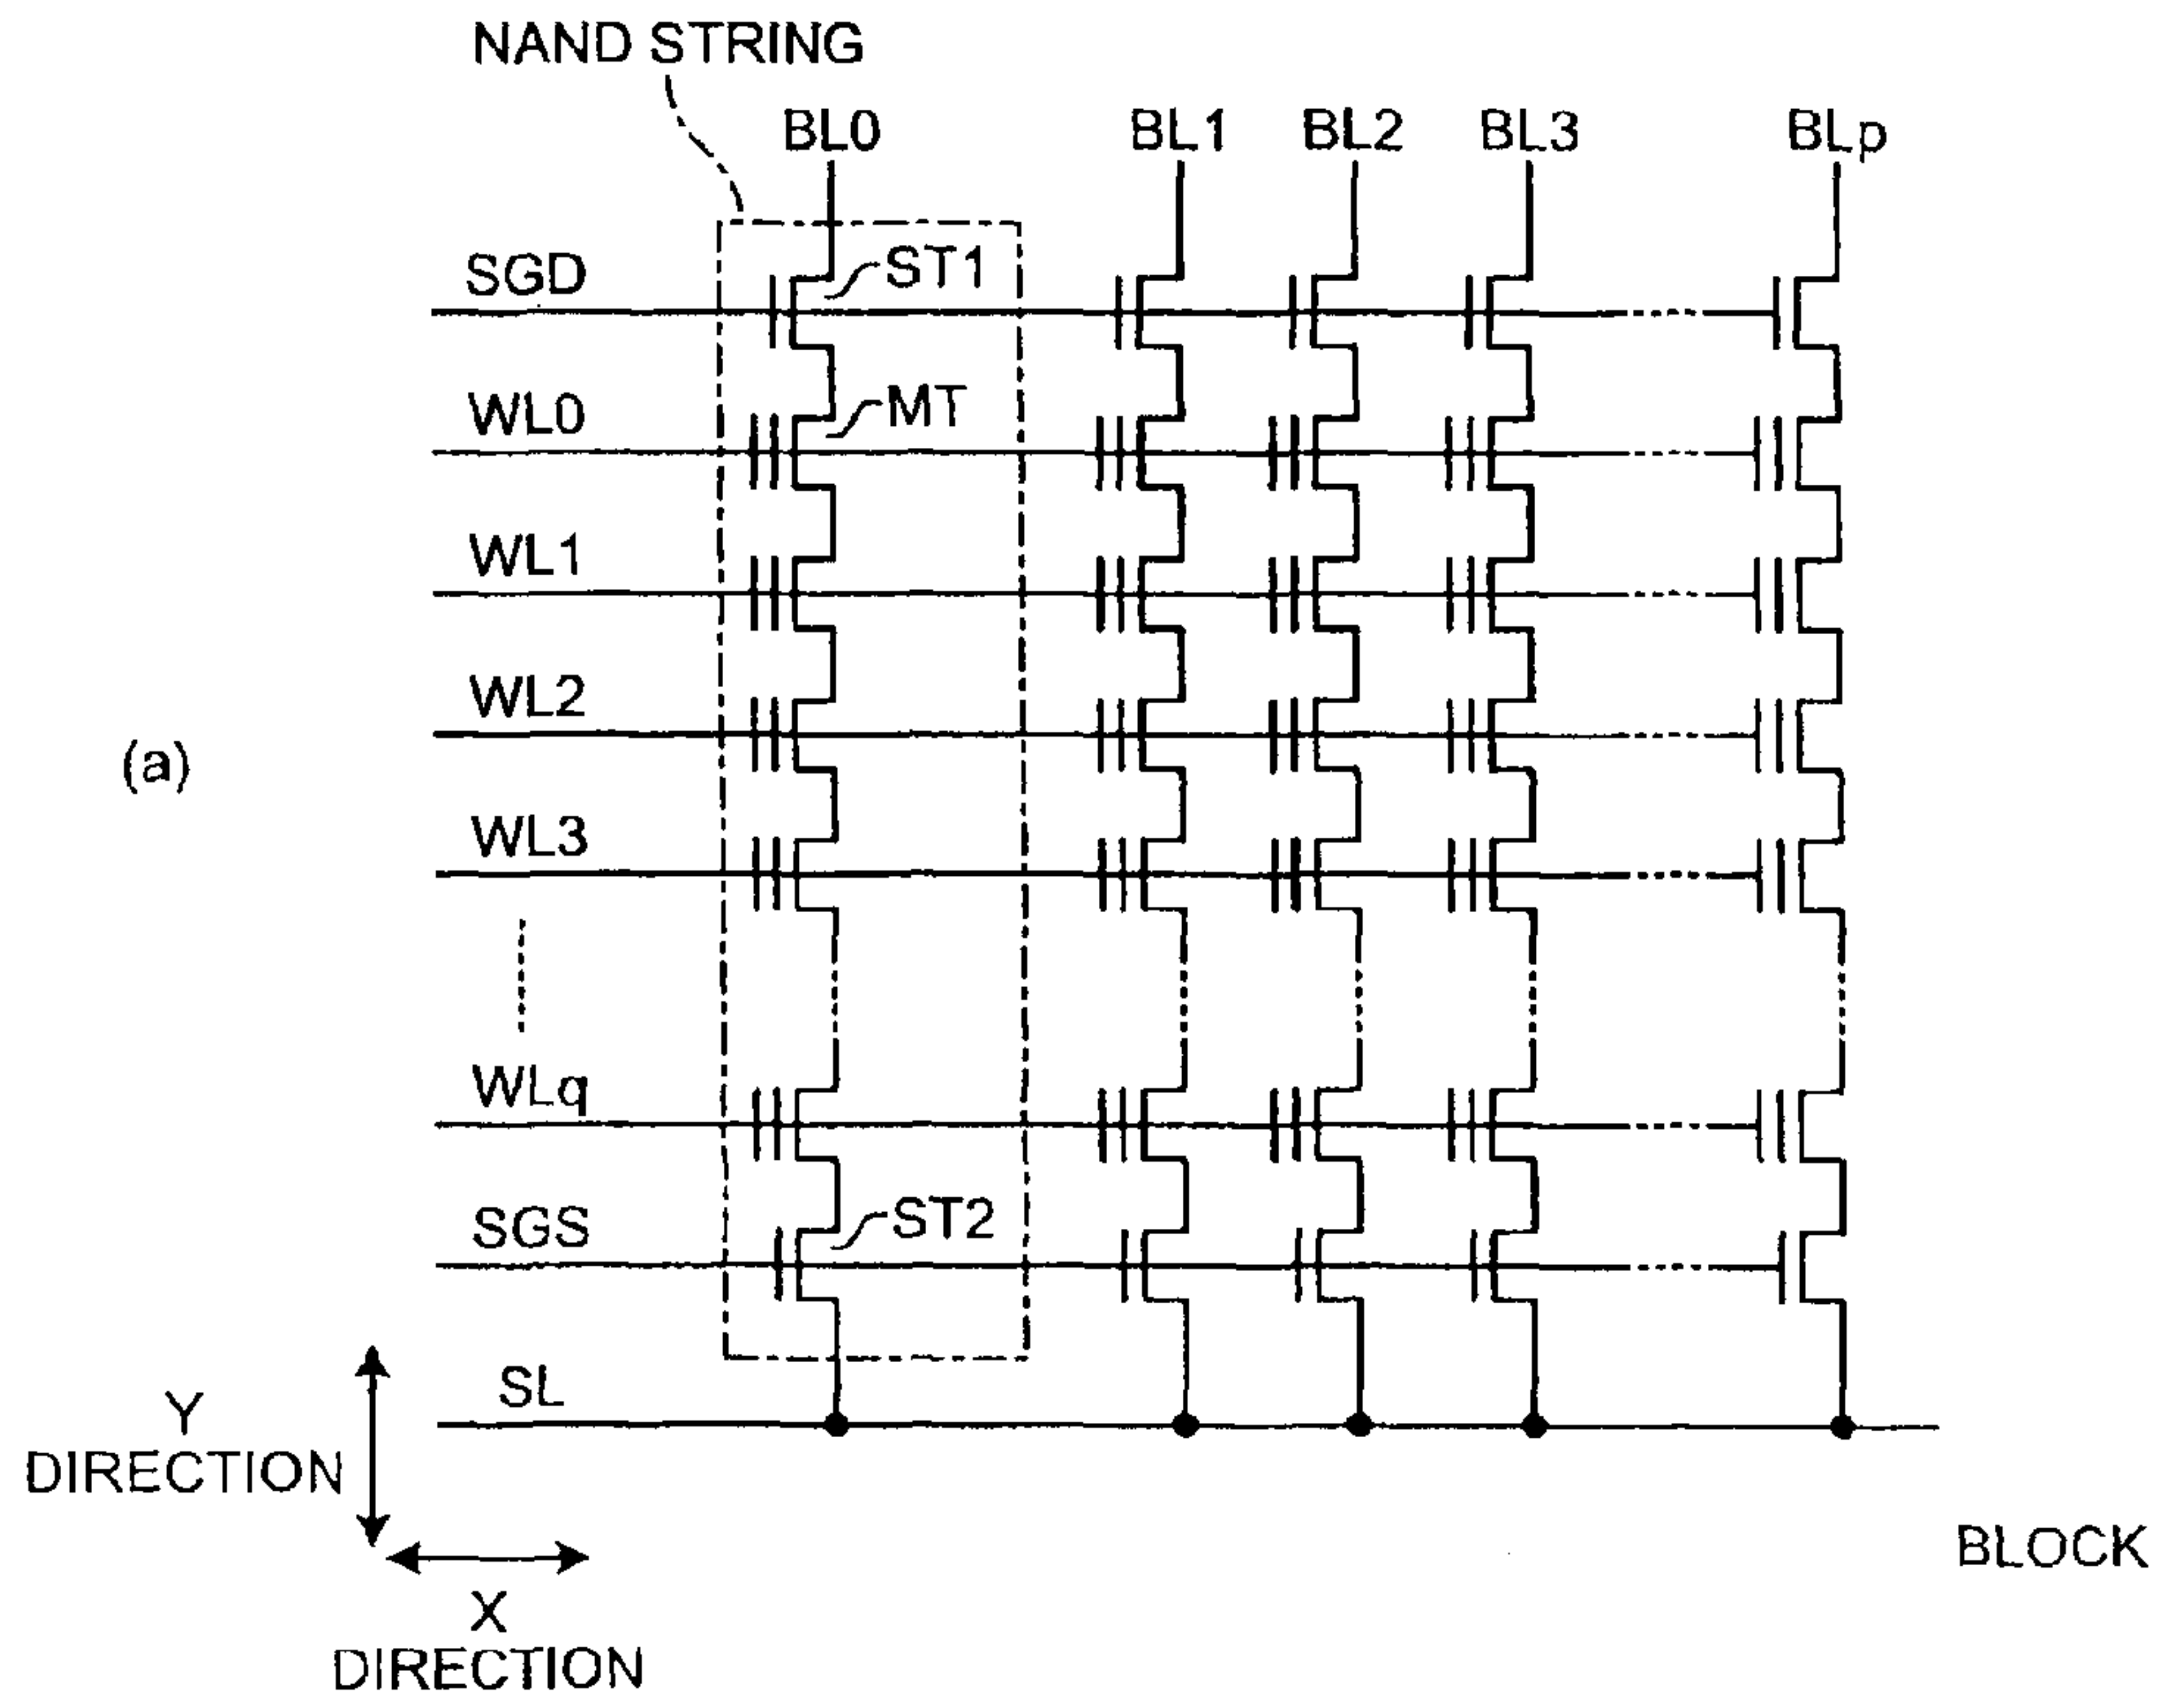 NAND STRING
BL0 BL1 BL2 BL3 BLp
SGD ST1
WL0 MT
WL1
WL2
(a)
WL3
WLq
SGS ST2
SL
Y
DIRECTION
X
DIRECTION
BLOCK